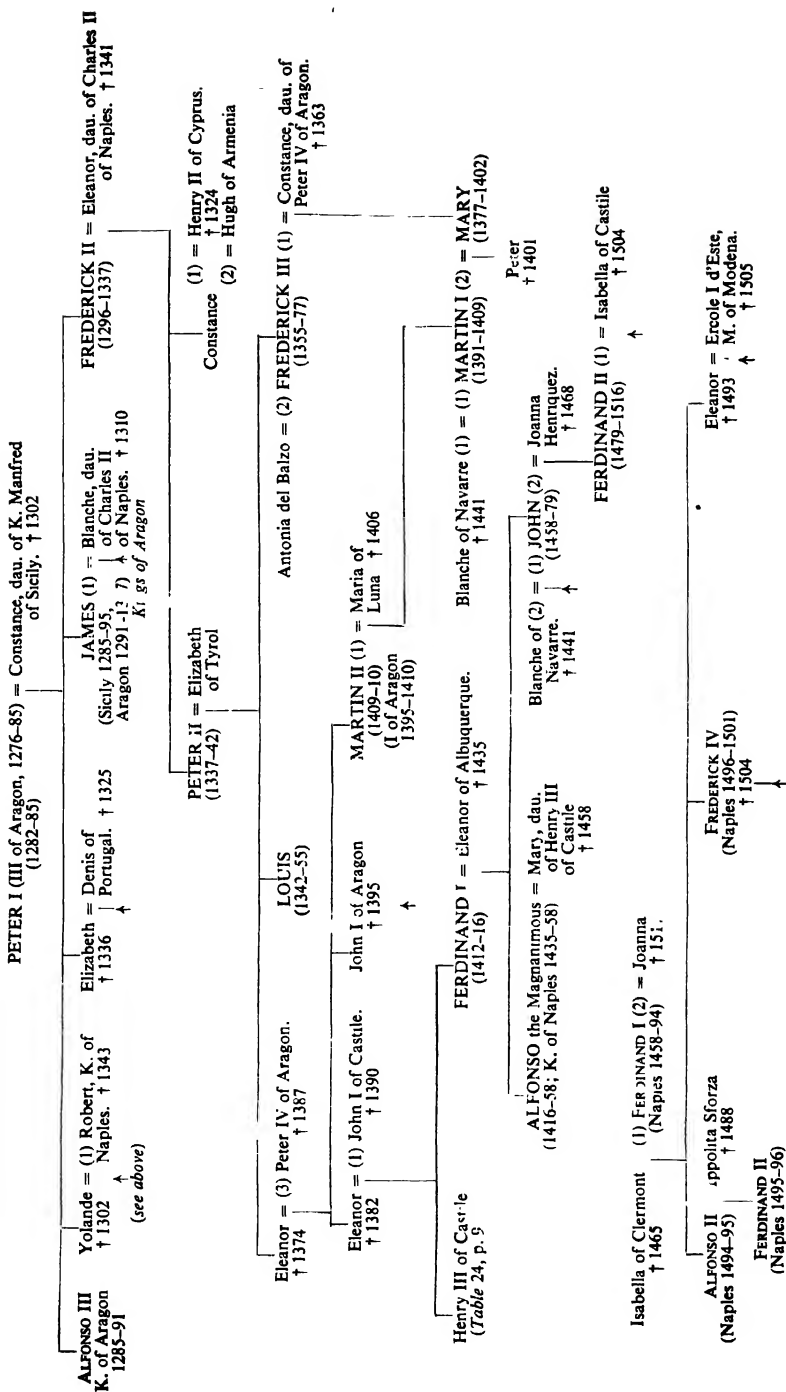 PETER I (III of Aragon, 1276–85) = Constance, dau. of K. Manfred
(1282–85) of Sicily. † 1302
ALFONSO III
K. of Aragon
1285–91
Yolande = (1) Robert, K. of
† 1302 Naples. † 1343
(see above)
Elizabeth = Denis of
† 1336 Portugal. † 1325
JAMES (1) = Blanche, dau.
(Sicily 1285–95, of Charles II
Aragon 1291–13 7) of Naples. † 1310
Ki gs of Aragon
FREDERICK II = Eleanor, dau. of Charles II
(1296–1337) of Naples. † 1341
PETER II = Elizabeth
(1337–42) of Tyrol
Constance (1) = Henry II of Cyprus.
† 1324
(2) = Hugh of Armenia
Eleanor = (3) Peter IV of Aragon.
† 1374 † 1387
LOUIS
(1342–55)
Antonia del Balzo = (2) FREDERICK III (1) = Constance, dau. of
(1355–77) Peter IV of Aragon.
† 1363
Eleanor = (1) John I of Castile.
† 1382 † 1390
John I of Aragon
† 1395
MARTIN II (1) = Maria of
(1409–10) Luna † 1406
(I of Aragon
1395–1410)
Blanche of Navarre (1) = (1) MARTIN I (2) = MARY
† 1441 (1391–1409) (1377–1402)
Peter
† 1401
Henry III of Castile
(Table 24, p. 9
FERDINAND I = Eleanor of Albuquerque.
(1412–16) † 1435
ALFONSO the Magnanimous = Mary, dau.
(1416–58; K. of Naples 1435–58) of Henry III
of Castile
† 1458
Blanche of (2) = (1) JOHN (2) = Joanna
Navarre. (1458–79) Henriquez.
† 1441 † 1468
FERDINAND II (1) = Isabella of Castile
(1479–1516) † 1504
Isabella of Clermont (1) FERDINAND I (2) = Joanna
† 1465 (Naples 1458–94) † 151
ALFONSO II ppolita Sforza
(Naples 1494–95) † 1488
FERDINAND II
(Naples 1495–96)
FREDERICK IV
(Naples 1496–1501)
† 1504
Eleanor = Ercole I d'Este,
† 1493 M. of Modena.
† 1505